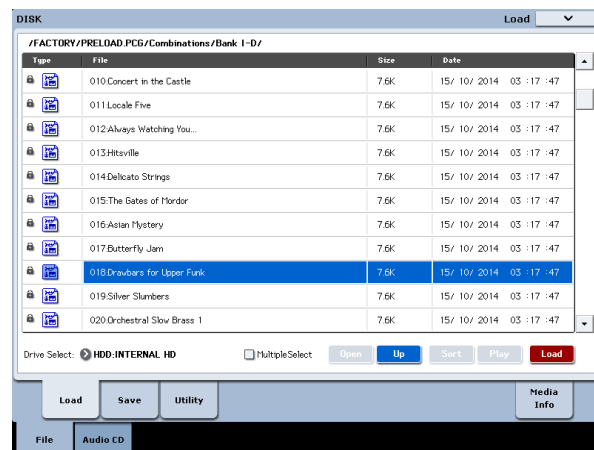 DISK Load
/FACTORY/PRELOAD.PCG/Combinations/Bank I-D/
Type File Size Date
010:Concert in the Castle 7.6K 15/ 10/ 2014 03 :17 :47
011:Locale Five 7.6K 15/ 10/ 2014 03 :17 :47
012:Always Watching You... 7.6K 15/ 10/ 2014 03 :17 :47
013:Hitsville 7.6K 15/ 10/ 2014 03 :17 :47
014:Delicato Strings 7.6K 15/ 10/ 2014 03 :17 :47
015:The Gates of Mordor 7.6K 15/ 10/ 2014 03 :17 :47
016:Asian Mystery 7.6K 15/ 10/ 2014 03 :17 :47
017:Butterfly Jam 7.6K 15/ 10/ 2014 03 :17 :47
018:Drawbars for Upper Funk 7.6K 15/ 10/ 2014 03 :17 :47
019:Silver Slumbers 7.6K 15/ 10/ 2014 03 :17 :47
020:Orchestral Slow Brass 1 7.6K 15/ 10/ 2014 03 :17 :47
Drive Select: HDD:INTERNAL HD MultipleSelect Open Up Sort Play Load
Load Save Utility Media
Info
File Audio CD